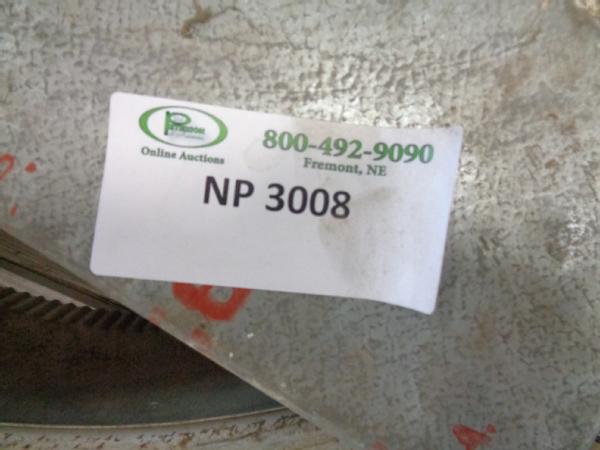 Online Auctions
800-492-9090
Fremont, NE
NP 3008